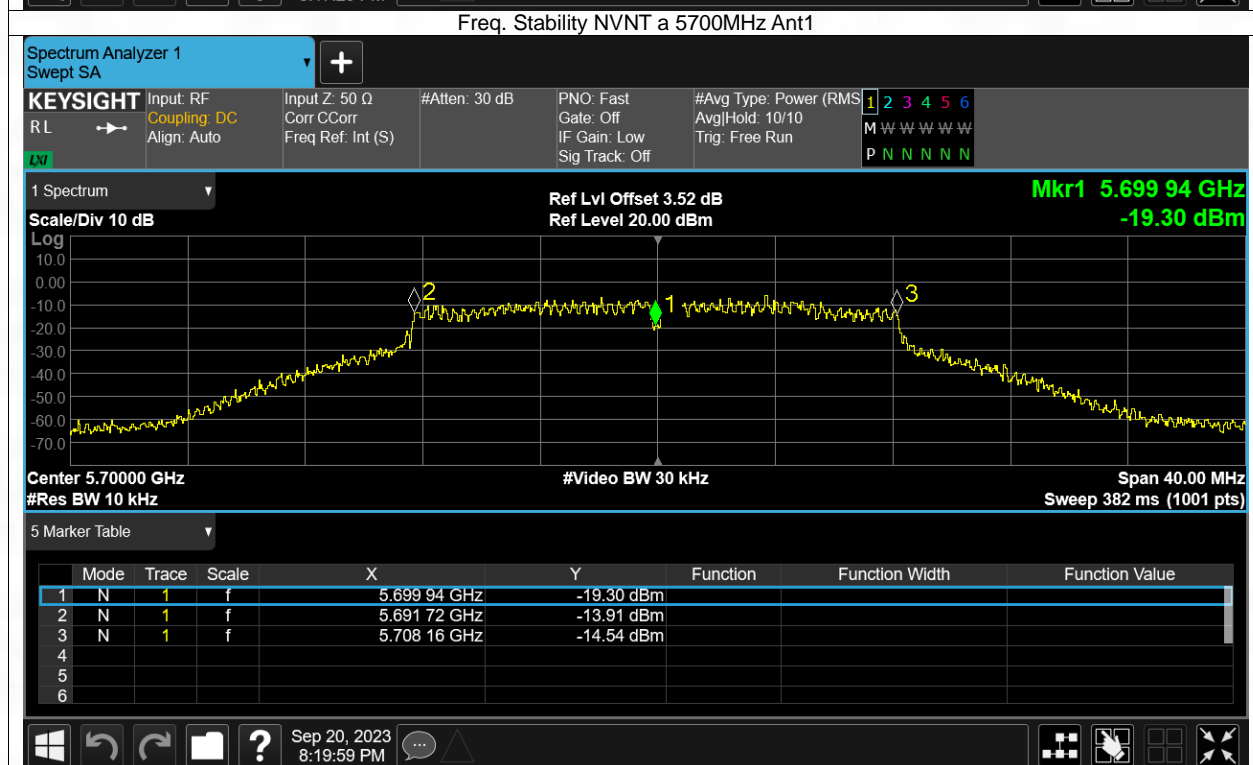 Freq. Stability NVNT a 5700MHz Ant1
Spectrum Analyzer 1
Swept SA
KEYSIGHT
R L
LXI
Input: RF
Coupling: DC
Align: Auto
Input Z: 50 Ω
Corr CCorr
Freq Ref: Int (S)
#Atten: 30 dB
PNO: Fast
Gate: Off
IF Gain: Low
Sig Track: Off
#Avg Type: Power (RMS
Avg|Hold: 10/10
Trig: Free Run
1 2 3 4 5 6
M W W W W W
P N N N N N
1 Spectrum
Scale/Div 10 dB
Ref Lvl Offset 3.52 dB
Ref Level 20.00 dBm
Mkr1 5.699 94 GHz
-19.30 dBm
Log
10.0
0.00
-10.0
-20.0
-30.0
-40.0
-50.0
-60.0
-70.0
2
1
3
Center 5.70000 GHz
#Video BW 30 kHz
Span 40.00 MHz
#Res BW 10 kHz
Sweep 382 ms (1001 pts)
5 Marker Table
Mode Trace Scale X Y Function Function Width Function Value
1 N 1 f 5.699 94 GHz -19.30 dBm
2 N 1 f 5.691 72 GHz -13.91 dBm
3 N 1 f 5.708 16 GHz -14.54 dBm
4
5
6
?
Sep 20, 2023
8:19:59 PM